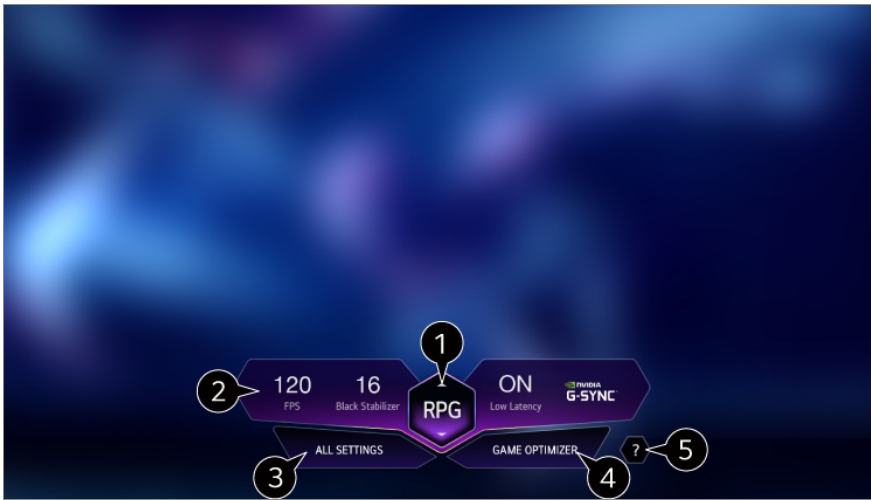 1
2
120
FPS
16
Black Stabilizer
RPG
ON
Low Latency
NVIDIA
G-SYNC
ALL SETTINGS
GAME OPTIMIZER
?
3
4
5